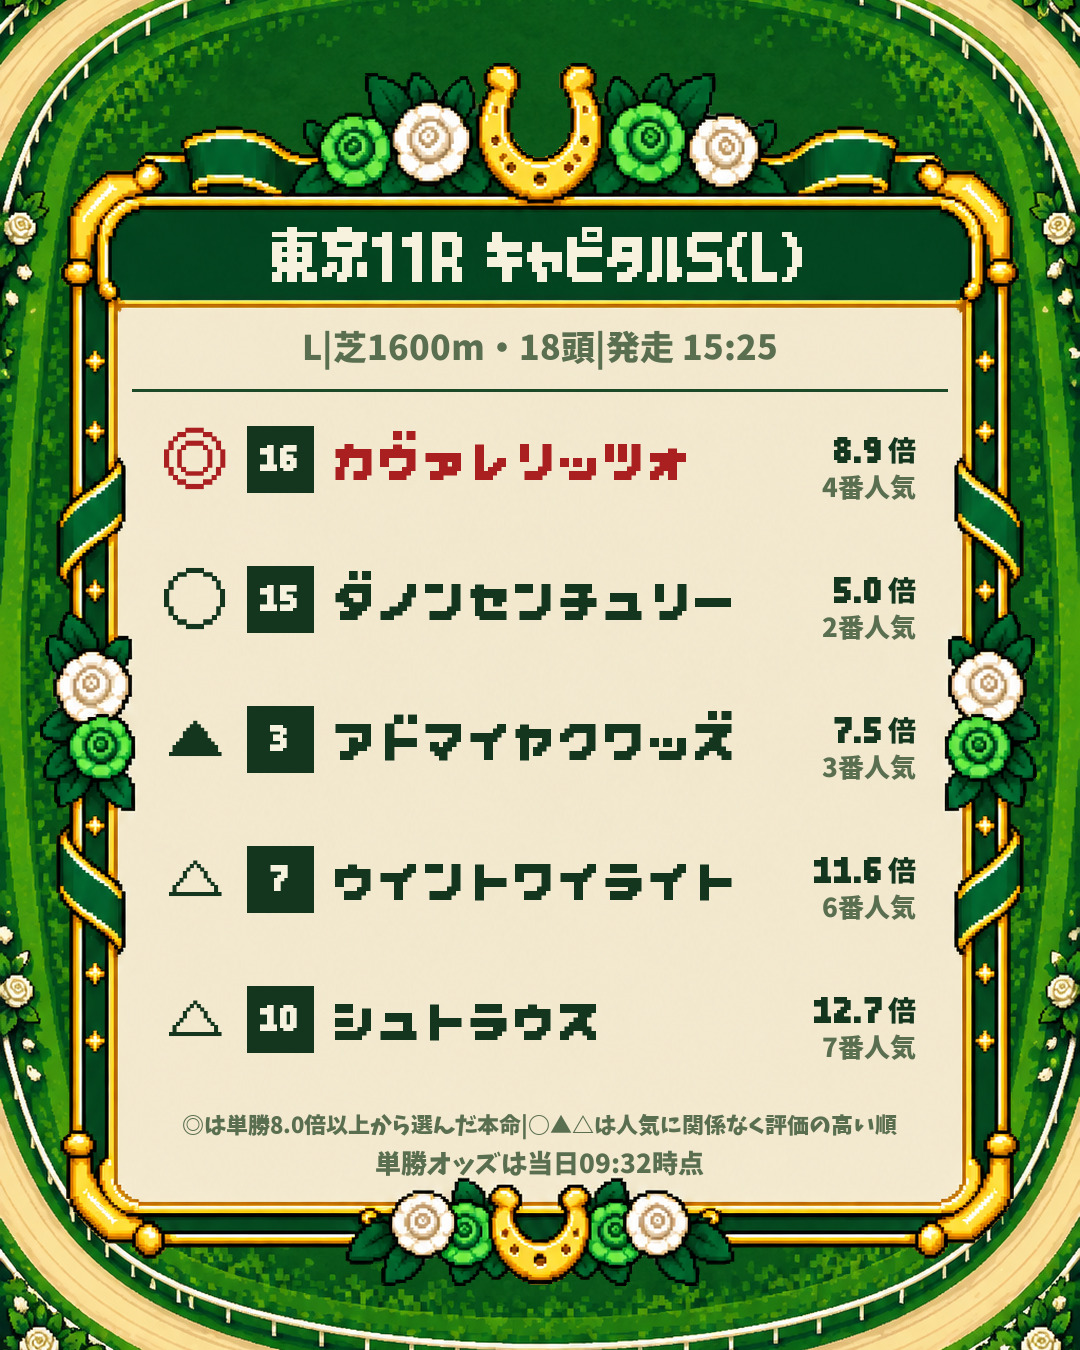 東京11R キャピタルS(L)
L|芝1600m・18頭|発走 15:25
◎ 16 カヴァレリッツォ 8.9倍
4番人気
○ 15 ダノンセンチュリー 5.0倍
2番人気
▲ 3 アドマイヤクワッズ 7.5倍
3番人気
△ 7 ウイントワイライト 11.6倍
6番人気
△ 10 シュトラウス 12.7倍
7番人気
◎は単勝8.0倍以上から選んだ本命|○▲△は人気に関係なく評価の高い順
単勝オッズは当日09:32時点